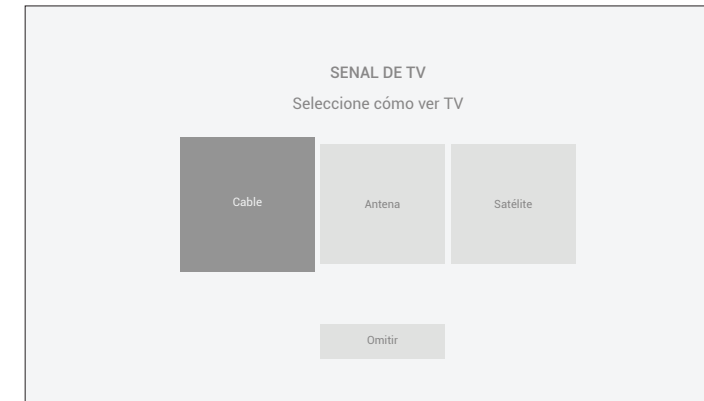 SENAL DE TV
Seleccione cómo ver TV
Cable
Antena
Satélite
Omitir